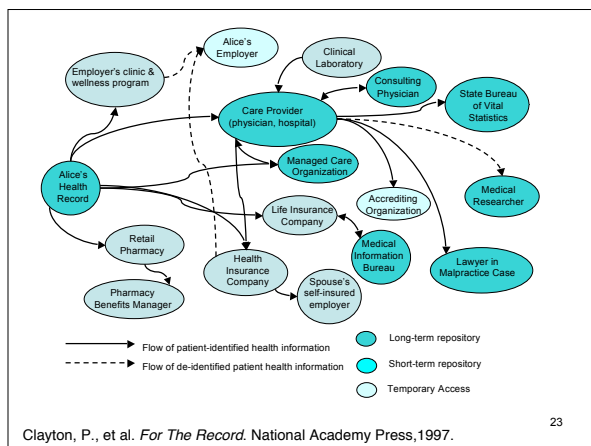 Alice's
Employer
Employer's clinic &
wellness program
Clinical
Laboratory
Consulting
Physician
State Bureau
of Vital
Statistics
Care Provider
(physician, hospital)
Managed Care
Organization
Alice's
Health
Record
Accrediting
Organization
Medical
Researcher
Life Insurance
Company
Retail
Pharmacy
Health
Insurance
Company
Medical
Information
Bureau
Lawyer in
Malpractice Case
Pharmacy
Benefits Manager
Spouse's
self-insured
employer
Flow of patient-identified health information
Flow of de-identified patient health information
Long-term repository
Short-term repository
Temporary Access
23
Clayton, P., et al. For The Record. National Academy Press,1997.